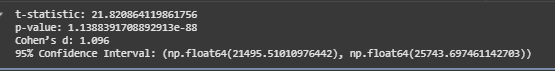 t-statistic: 21.820864119861756
p-value: 1.1388391708892913e-88
Cohen’s d: 1.096
95% Confidence Interval: (np.float64(21495.51010976442), np.float64(25743.697461142703))